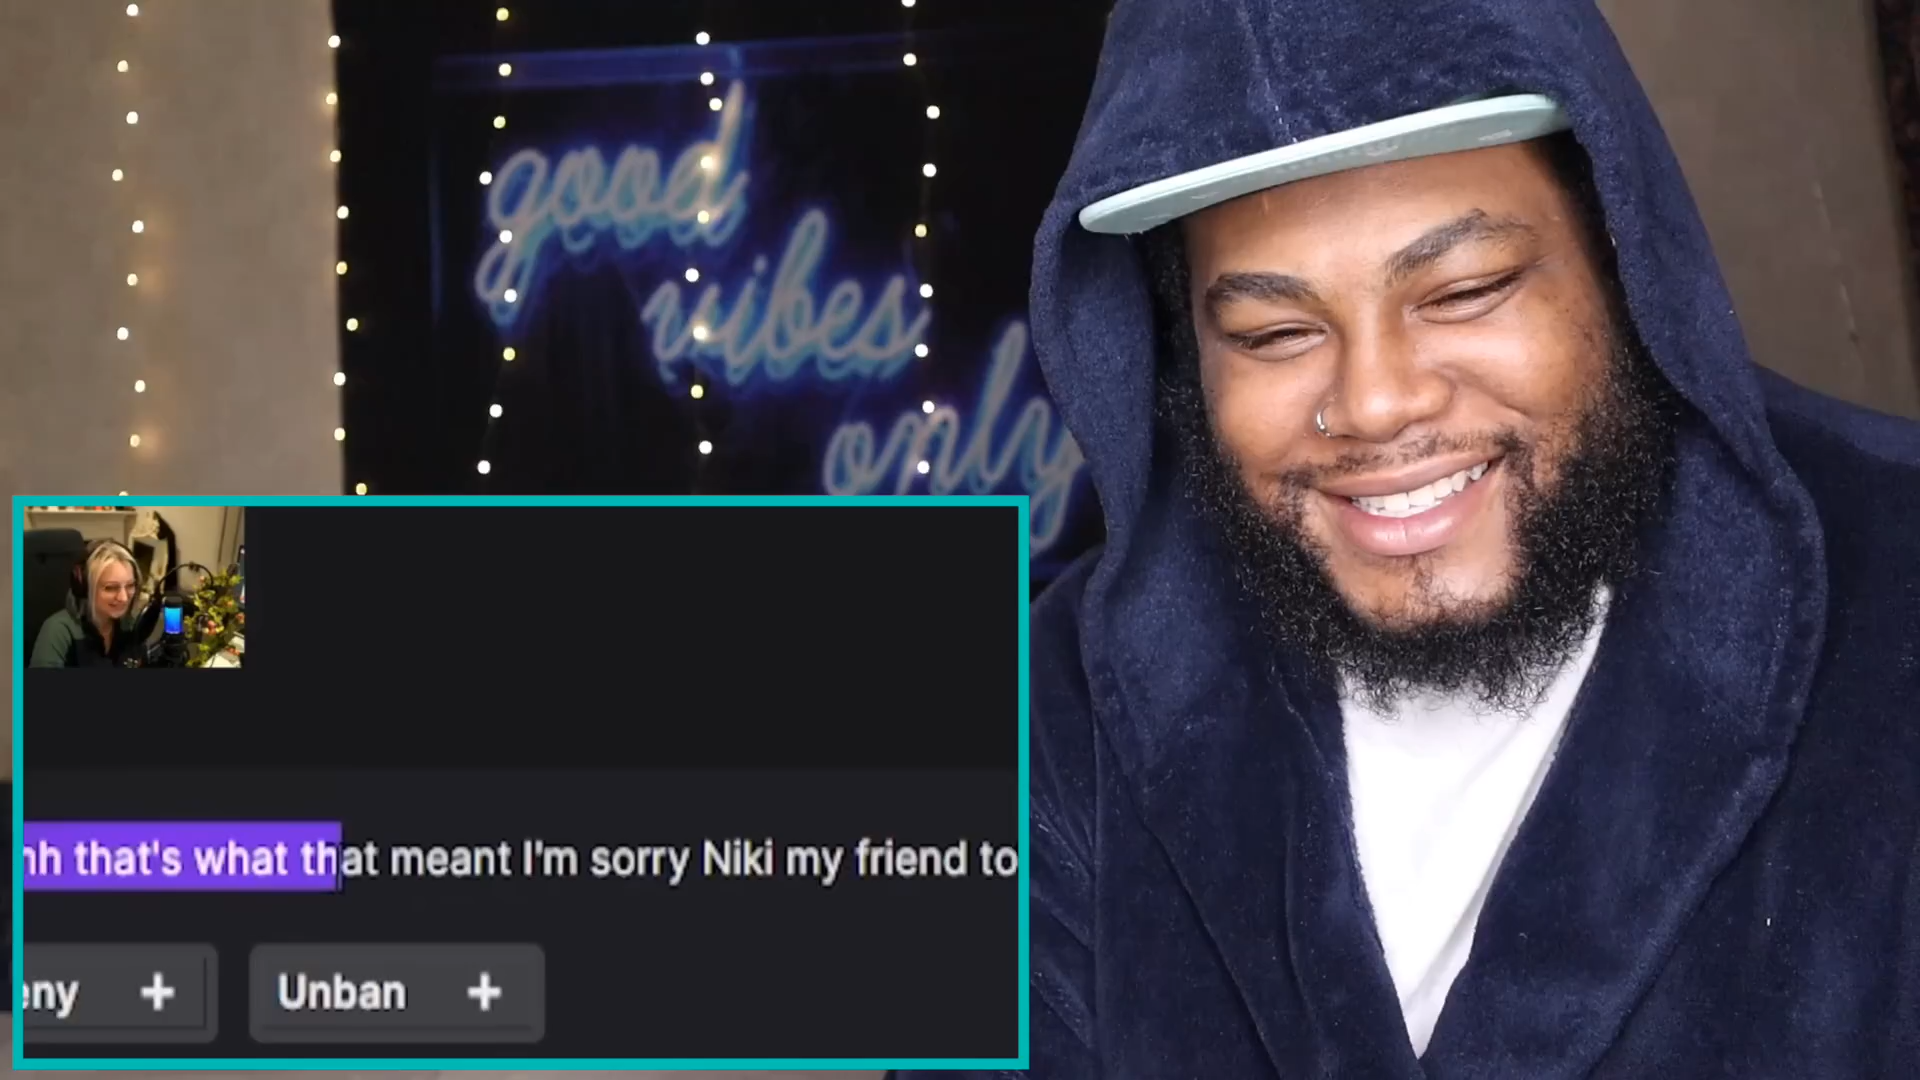 good
vibes
only
hh that's what that meant I'm sorry Niki my friend to
eny +
Unban +